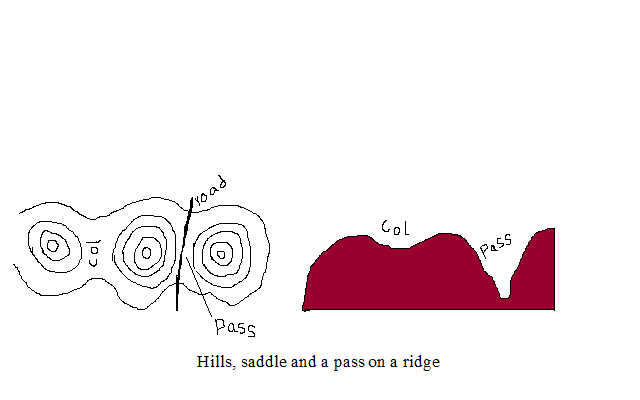 road
Col
Pass
Col
Pass
Hills, saddle and a pass on a ridge